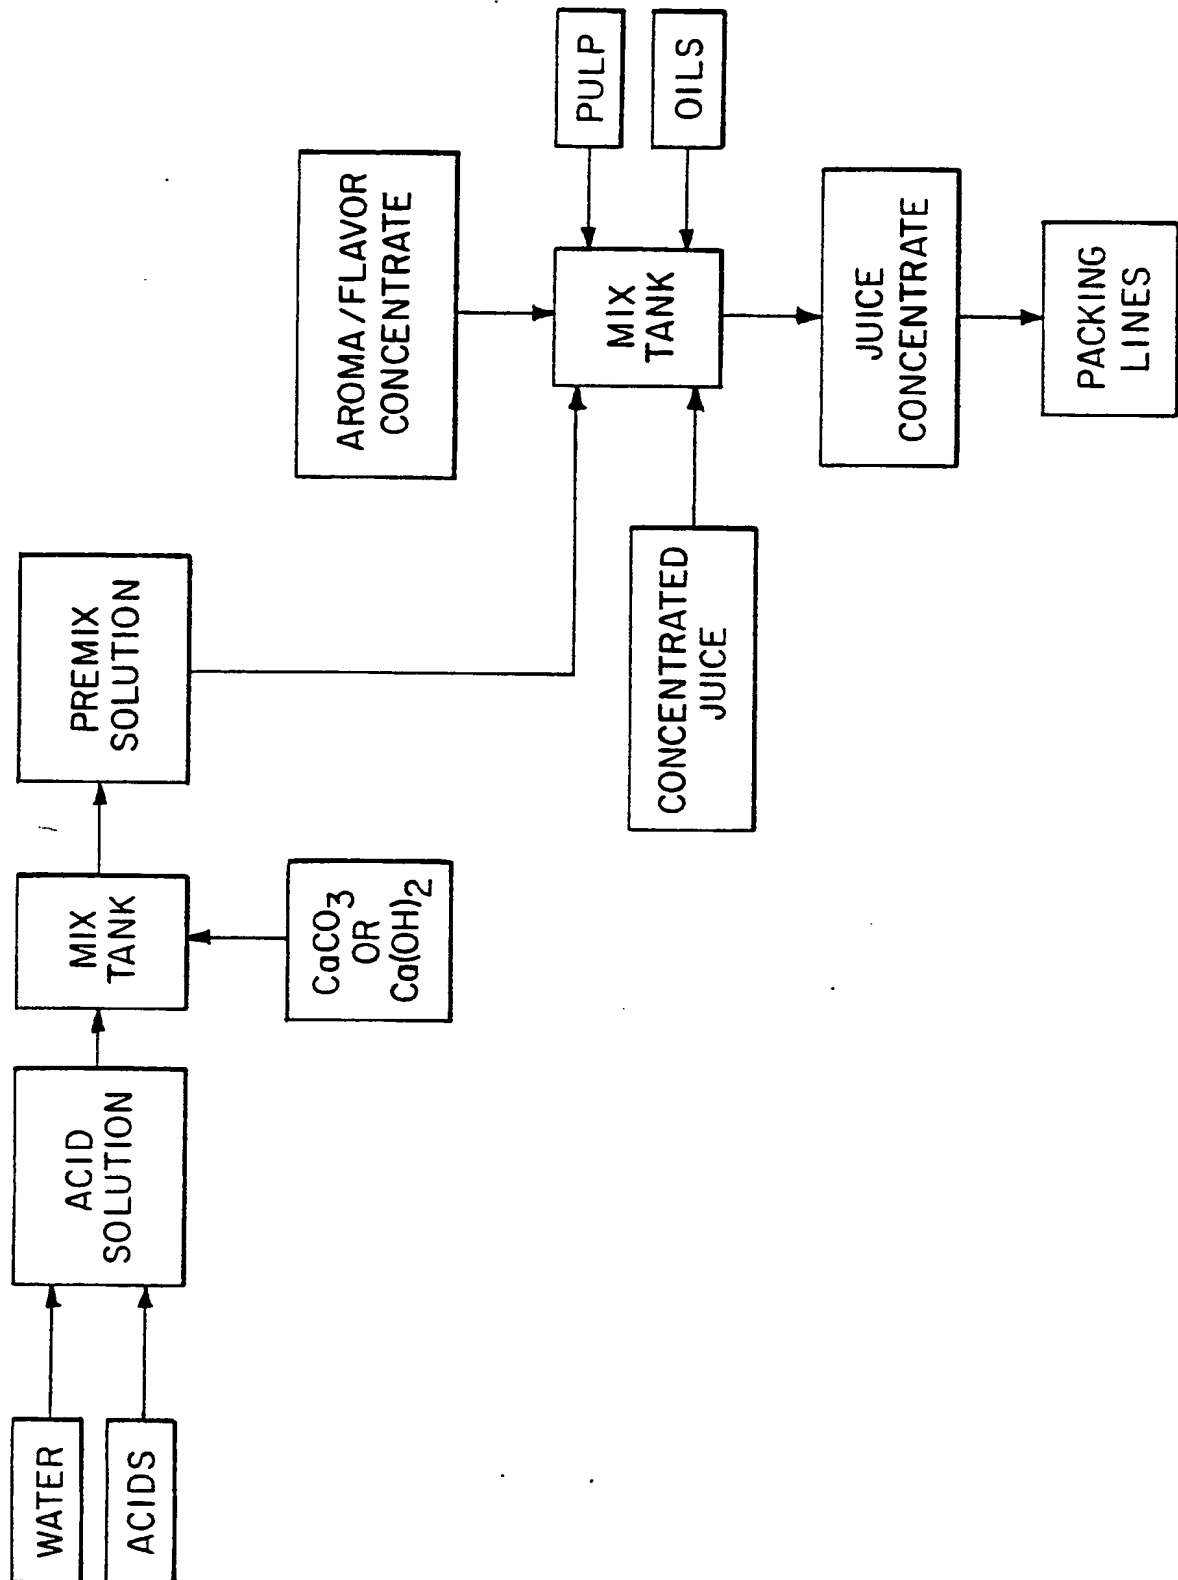 WATER
ACIDS
ACID
SOLUTION
MIX
TANK
CaCO3
OR
Ca(OH)2
PREMIX
SOLUTION
AROMA/FLAVOR
CONCENTRATE
CONCENTRATED
JUICE
MIX
TANK
PULP
OILS
JUICE
CONCENTRATE
PACKING
LINES